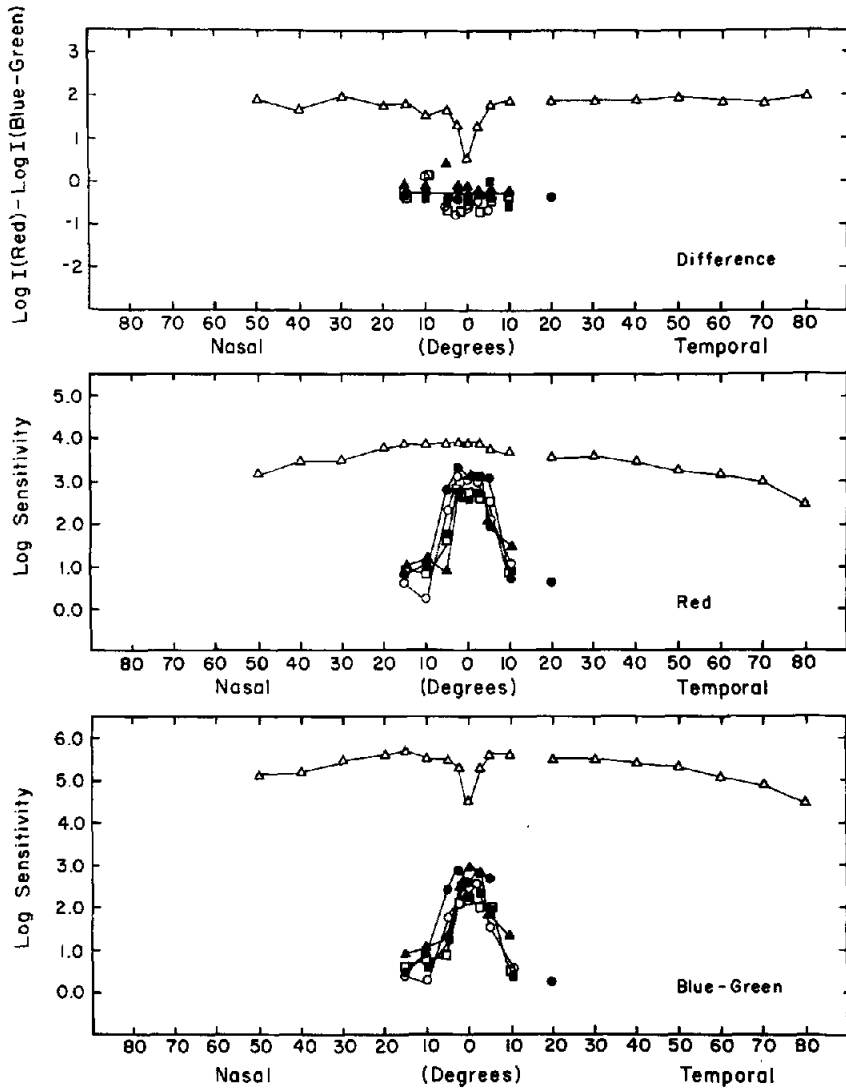 Log I(Red) – Log I(Blue-Green)
3
2
1
0
-1
-2
Difference
80 70 60 50 40 30 20 10 0 10 20 30 40 50 60 70 80
Nasal (Degrees) Temporal
Log Sensitivity
5.0
4.0
3.0
2.0
1.0
0.0
Red
80 70 60 50 40 30 20 10 0 10 20 30 40 50 60 70 80
Nasal (Degrees) Temporal
Log Sensitivity
6.0
5.0
4.0
3.0
2.0
1.0
0.0
Blue-Green
80 70 60 50 40 30 20 10 0 10 20 30 40 50 60 70 80
Nasal (Degrees) Temporal